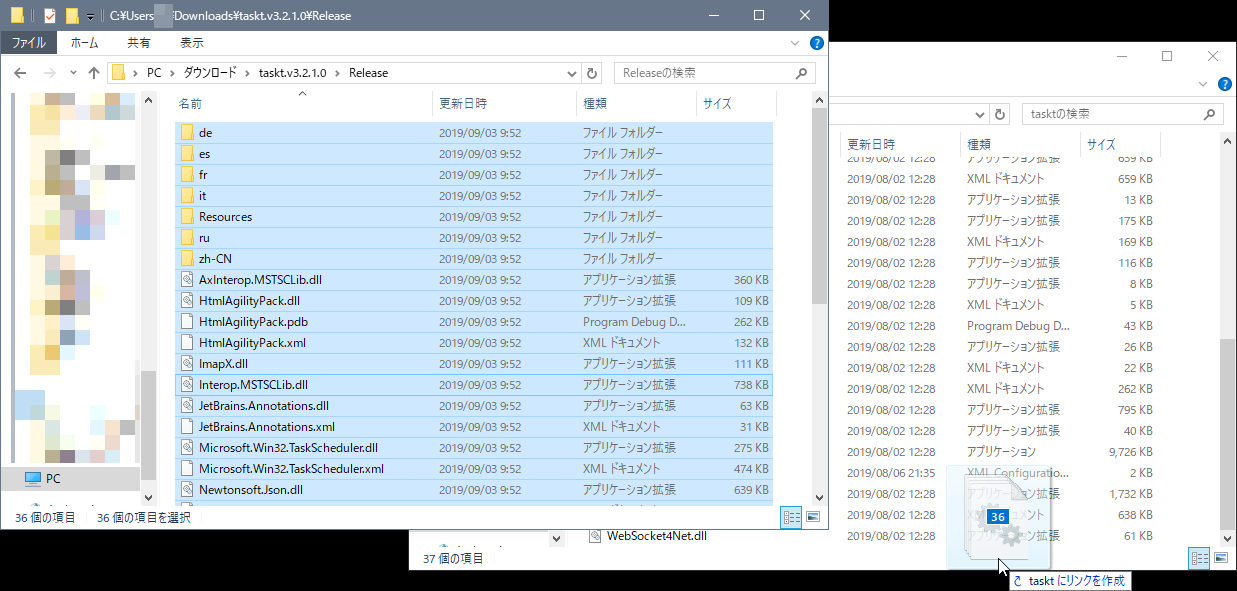 C:¥Users¥ ¥Downloads¥taskt.v3.2.1.0¥Release
ファイル ホーム 共有 表示
PC › ダウンロード › taskt.v3.2.1.0 › Release
Releaseの検索
名前 更新日時 種類 サイズ
de 2019/09/03 9:52 ファイル フォルダー
es 2019/09/03 9:52 ファイル フォルダー
fr 2019/09/03 9:52 ファイル フォルダー
it 2019/09/03 9:52 ファイル フォルダー
Resources 2019/09/03 9:52 ファイル フォルダー
ru 2019/09/03 9:52 ファイル フォルダー
zh-CN 2019/09/03 9:52 ファイル フォルダー
AxInterop.MSTSCLib.dll 2019/09/03 9:52 アプリケーション拡張 360 KB
HtmlAgilityPack.dll 2019/09/03 9:52 アプリケーション拡張 109 KB
HtmlAgilityPack.pdb 2019/09/03 9:52 Program Debug D... 262 KB
HtmlAgilityPack.xml 2019/09/03 9:52 XML ドキュメント 132 KB
ImapX.dll 2019/09/03 9:52 アプリケーション拡張 111 KB
Interop.MSTSCLib.dll 2019/09/03 9:52 アプリケーション拡張 738 KB
JetBrains.Annotations.dll 2019/09/03 9:52 アプリケーション拡張 63 KB
JetBrains.Annotations.xml 2019/09/03 9:52 XML ドキュメント 31 KB
Microsoft.Win32.TaskScheduler.dll 2019/09/03 9:52 アプリケーション拡張 275 KB
Microsoft.Win32.TaskScheduler.xml 2019/09/03 9:52 XML ドキュメント 474 KB
Newtonsoft.Json.dll 2019/09/03 9:52 アプリケーション拡張 639 KB
PC
36 個の項目 36 個の項目を選択
tasktの検索
更新日時 種類 サイズ
2019/08/02 12:28 アプリケーション拡張 639 KB
2019/08/02 12:28 XML ドキュメント 659 KB
2019/08/02 12:28 アプリケーション拡張 13 KB
2019/08/02 12:28 アプリケーション拡張 175 KB
2019/08/02 12:28 XML ドキュメント 169 KB
2019/08/02 12:28 アプリケーション拡張 116 KB
2019/08/02 12:28 アプリケーション拡張 8 KB
2019/08/02 12:28 XML ドキュメント 5 KB
2019/08/02 12:28 Program Debug D... 43 KB
2019/08/02 12:28 アプリケーション拡張 26 KB
2019/08/02 12:28 XML ドキュメント 22 KB
2019/08/02 12:28 XML ドキュメント 262 KB
2019/08/02 12:28 アプリケーション拡張 795 KB
2019/08/02 12:28 アプリケーション拡張 40 KB
2019/08/02 12:28 アプリケーション 9,726 KB
2019/08/06 21:35 XML Configuratio... 2 KB
2019/08/02 12:28 アプリケーション拡張 1,732 KB
2019/08/02 12:28 XML ドキュメント 638 KB
WebSocket4Net.dll 2019/08/02 12:28 アプリケーション拡張 61 KB
36
37 個の項目
taskt にリンクを作成